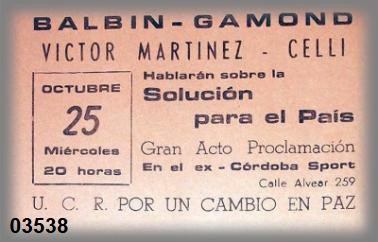 BALBIN-GAMOND
VICTOR MARTINEZ - CELLI
OCTUBRE
25
Miércoles
20 horas
Hablarán sobre la
Solución
para el País
Gran Acto Proclamación
En el ex - Córdoba Sport
Calle Alvear 259
U. C. R. POR UN CAMBIO EN PAZ
03538